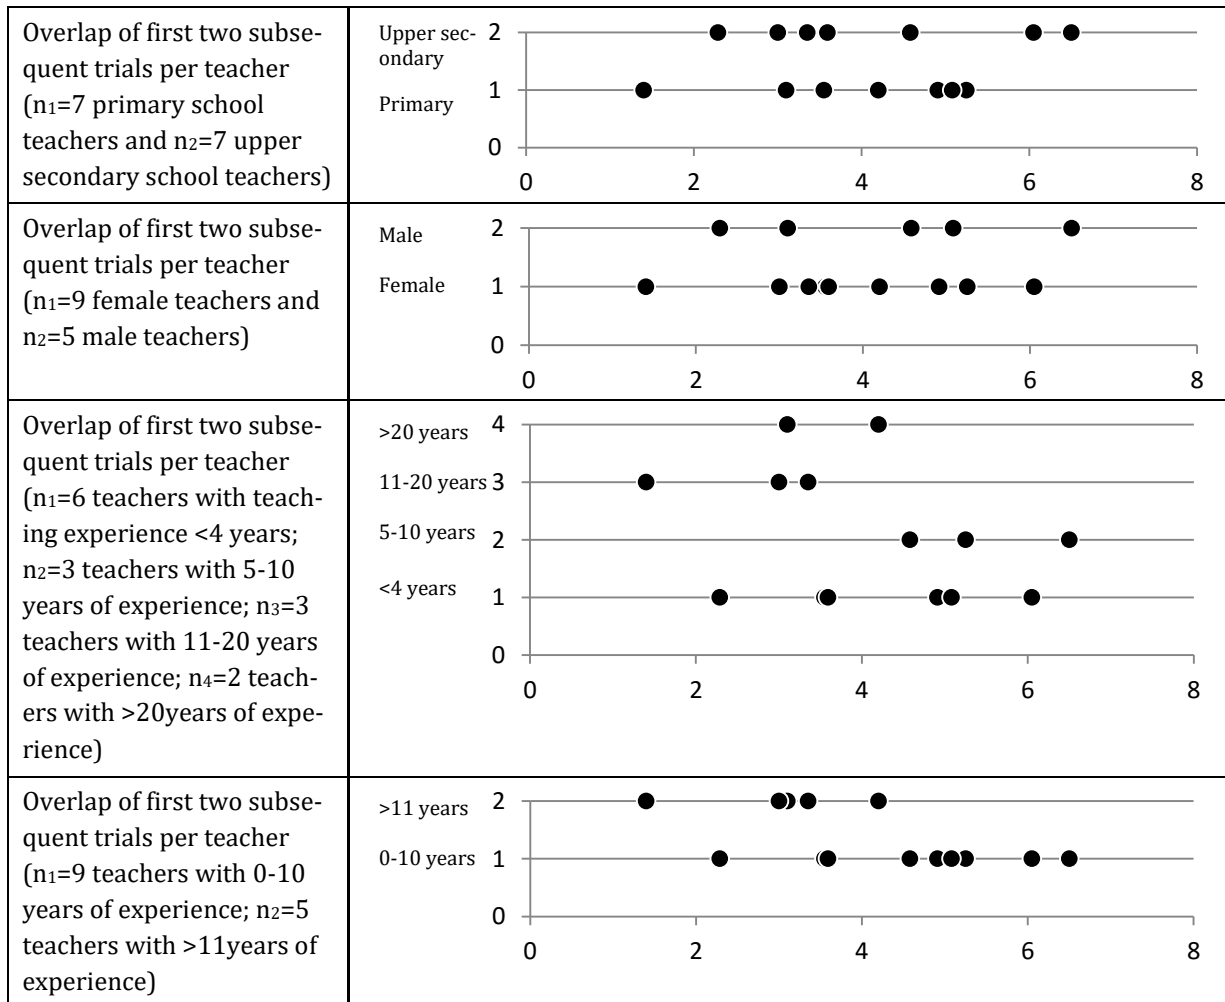 Overlap of first two subse-
quent trials per teacher
(n₁=7 primary school
teachers and n₂=7 upper
secondary school teachers)
Upper sec-
ondary
Primary
2
1
0
0 2 4 6 8
Overlap of first two subse-
quent trials per teacher
(n₁=9 female teachers and
n₂=5 male teachers)
Male
Female
2
1
0
0 2 4 6 8
Overlap of first two subse-
quent trials per teacher
(n₁=6 teachers with teach-
ing experience <4 years;
n₂=3 teachers with 5-10
years of experience; n₃=3
teachers with 11-20 years
of experience; n₄=2 teach-
ers with >20years of expe-
rience)
>20 years
11-20 years
5-10 years
<4 years
4
3
2
1
0
0 2 4 6 8
Overlap of first two subse-
quent trials per teacher
(n₁=9 teachers with 0-10
years of experience; n₂=5
teachers with >11years of
experience)
>11 years
0-10 years
2
1
0
0 2 4 6 8